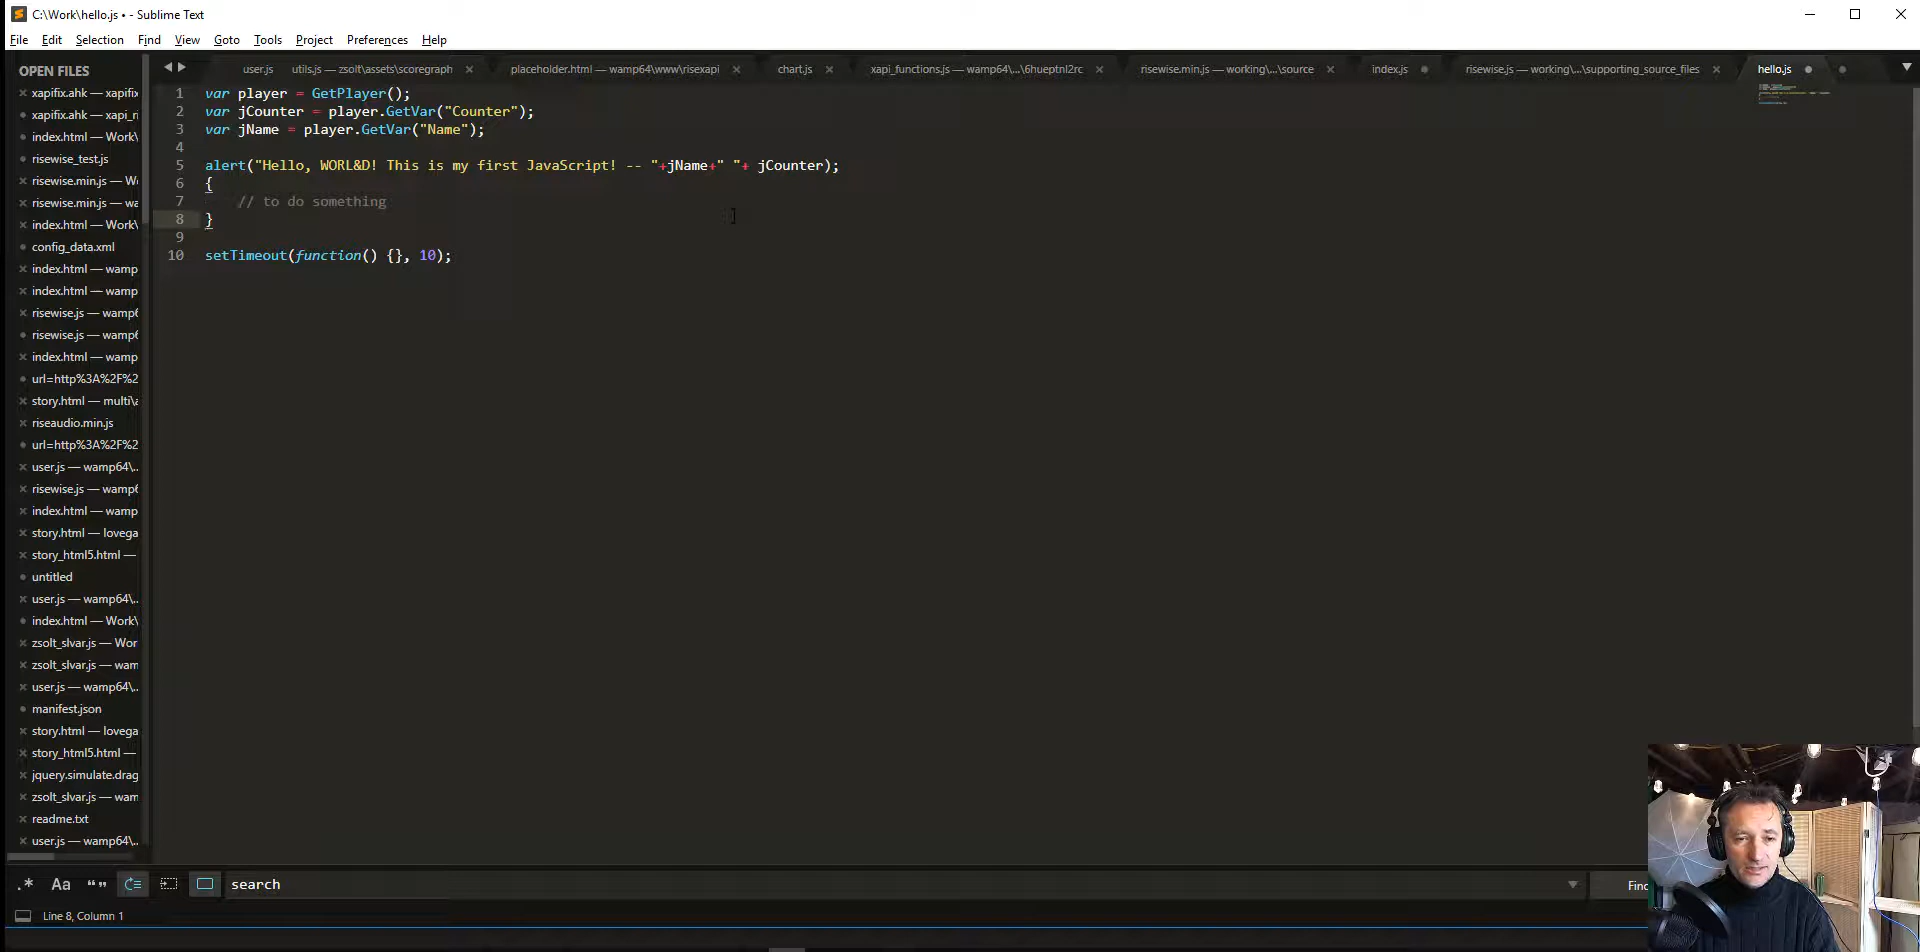 C:\Work\hello.js • - Sublime Text
File Edit Selection Find View Goto Tools Project Preferences Help
OPEN FILES
xapifix.ahk — xapifix
xapifix.ahk — xapi_ri
index.html — Work\
risewise_test.js
risewise.min.js — W
risewise.min.js — wa
index.html — Work\
config_data.xml
index.html — wamp
index.html — wamp
risewise.js — wamp6
risewise.js — wamp6
index.html — wamp
url=http%3A%2F%2
story.html — multi\a
riseaudio.min.js
url=http%3A%2F%2
user.js — wamp64\..
risewise.js — wamp6
index.html — wamp
story.html — lovega
story_html5.html —
untitled
user.js — wamp64\..
index.html — Work\
zsolt_slvar.js — Wor
zsolt_slvar.js — wam
user.js — wamp64\..
manifest.json
story.html — lovega
story_html5.html —
jquery.simulate.drag
zsolt_slvar.js — wam
readme.txt
user.js — wamp64\..
user.js utils.js — zsolt\assets\scoregraph placeholder.html — wamp64\www\risexapi chart.js xapi_functions.js — wamp64\...\6hueptnl2rc risewise.min.js — working\...\source index.js risewise.js — working\...\supporting_source_files hello.js
1 var player = GetPlayer();
2 var jCounter = player.GetVar("Counter");
3 var jName = player.GetVar("Name");
4
5 alert("Hello, WORL&D! This is my first JavaScript! -- "+jName+" "+ jCounter);
6 {
7 // to do something
8 }
9
10 setTimeout(function() {}, 10);
.* Aa “” search Find
Line 8, Column 1